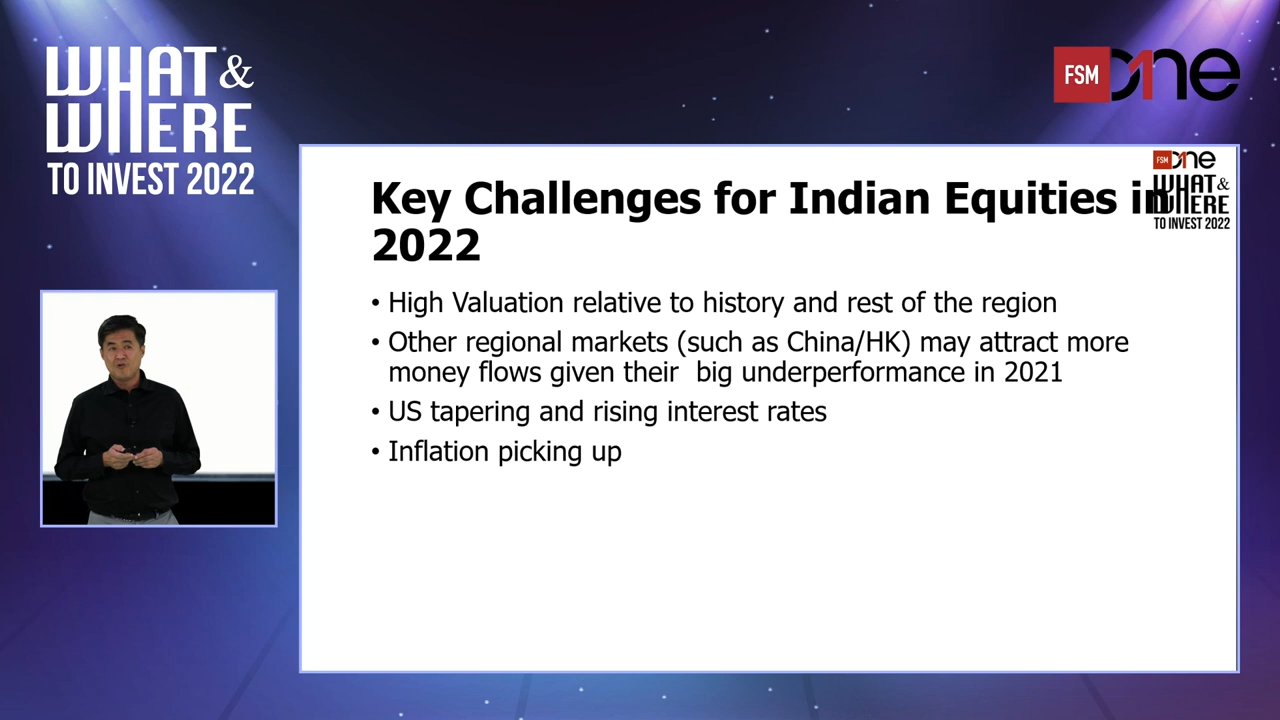 WHAT &
WHERE
TO INVEST 2022
FSM One
FSM One
WHAT &
WHERE
TO INVEST 2022
Key Challenges for Indian Equities in
2022
• High Valuation relative to history and rest of the region
• Other regional markets (such as China/HK) may attract more
money flows given their  big underperformance in 2021
• US tapering and rising interest rates
• Inflation picking up